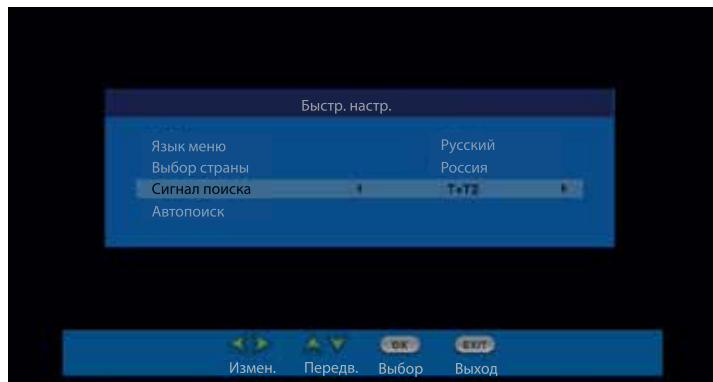 Быстр. настр.
Язык меню Русский
Выбор страны Россия
Сигнал поиска T+T2
Автопоиск
OK EXIT
Измен. Передв. Выбор Выход